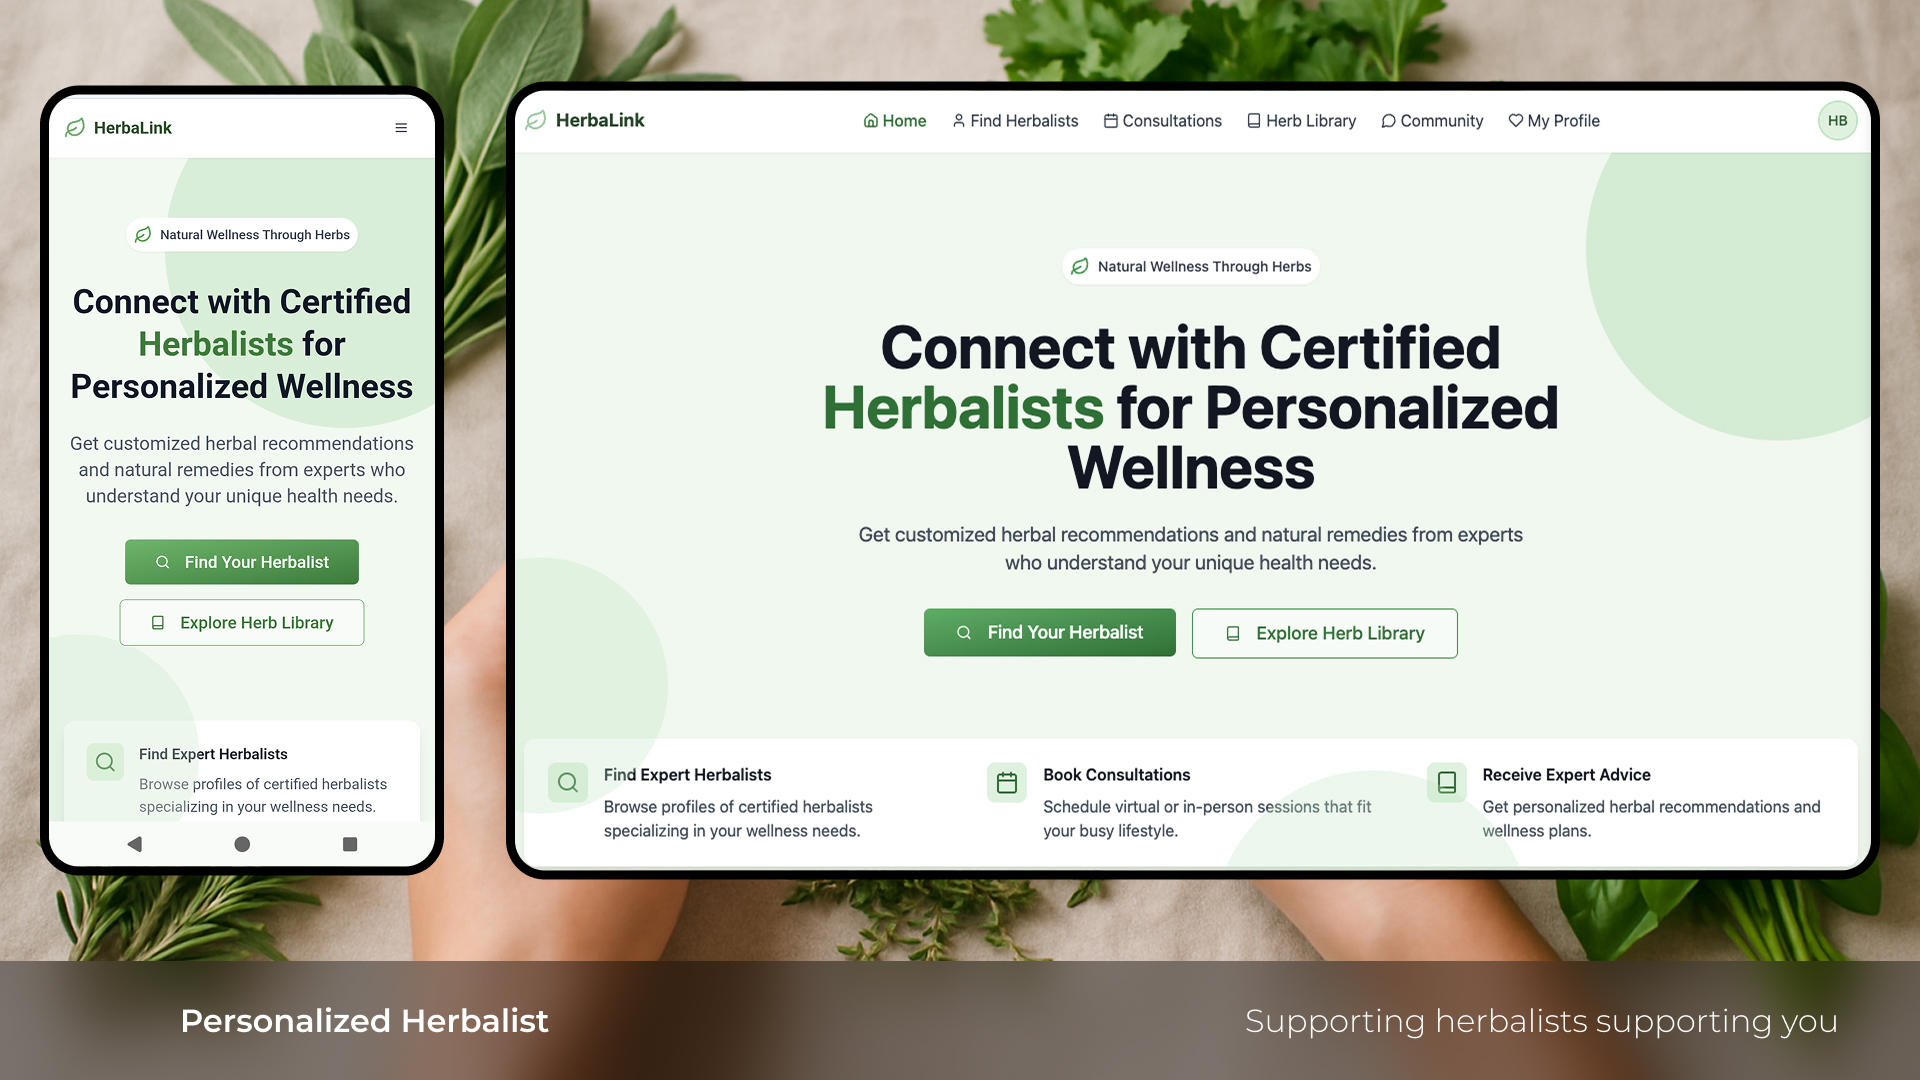 HerbaLink
Natural Wellness Through Herbs
Connect with Certified
Herbalists for
Personalized Wellness
Get customized herbal recommendations
and natural remedies from experts who
understand your unique health needs.
Find Your Herbalist
Explore Herb Library
Find Expert Herbalists
Browse profiles of certified herbalists
specializing in your wellness needs.
HerbaLink
Home Find Herbalists Consultations Herb Library Community My Profile
HB
Natural Wellness Through Herbs
Connect with Certified
Herbalists for Personalized
Wellness
Get customized herbal recommendations and natural remedies from experts
who understand your unique health needs.
Find Your Herbalist
Explore Herb Library
Find Expert Herbalists
Browse profiles of certified herbalists
specializing in your wellness needs.
Book Consultations
Schedule virtual or in-person sessions that fit
your busy lifestyle.
Receive Expert Advice
Get personalized herbal recommendations and
wellness plans.
Personalized Herbalist
Supporting herbalists supporting you